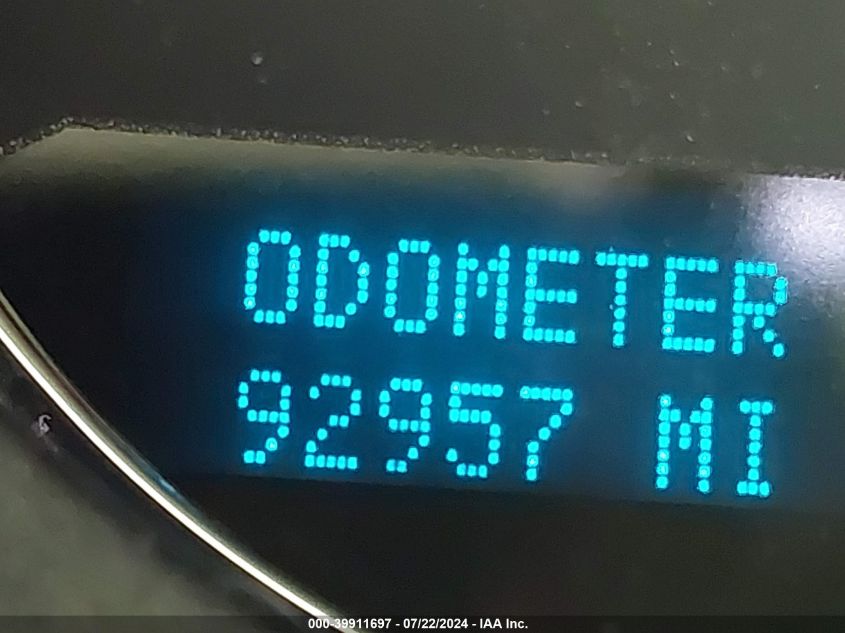 ODOMETER
92957 MI
000-39911697 - 07/22/2024 - IAA Inc.